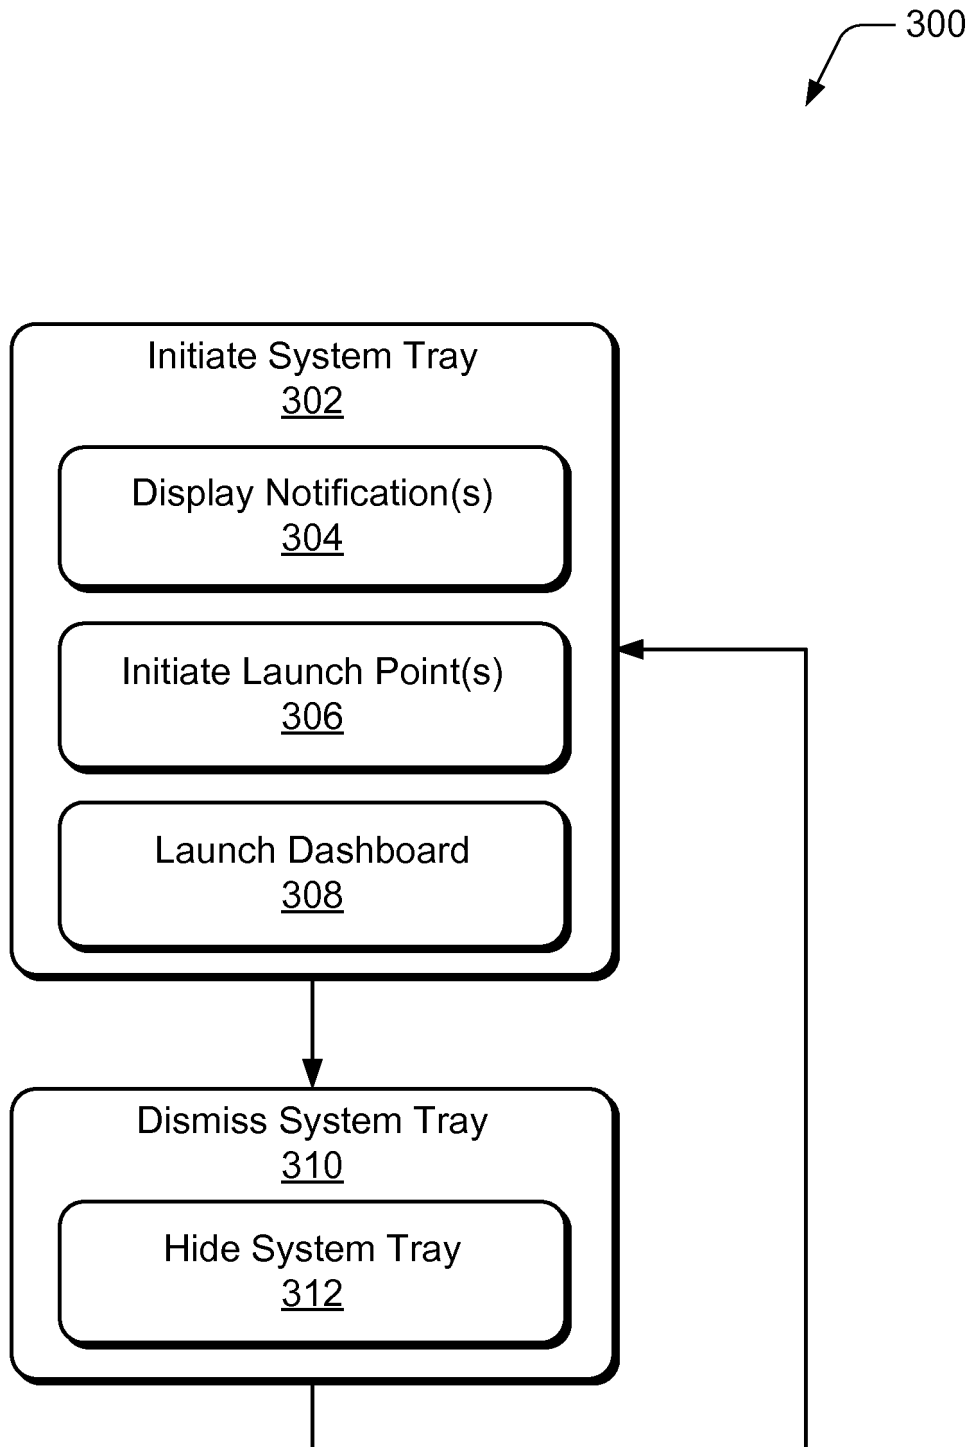 300
Initiate System Tray
302
Display Notification(s)
304
Initiate Launch Point(s)
306
Launch Dashboard
308
Dismiss System Tray
310
Hide System Tray
312